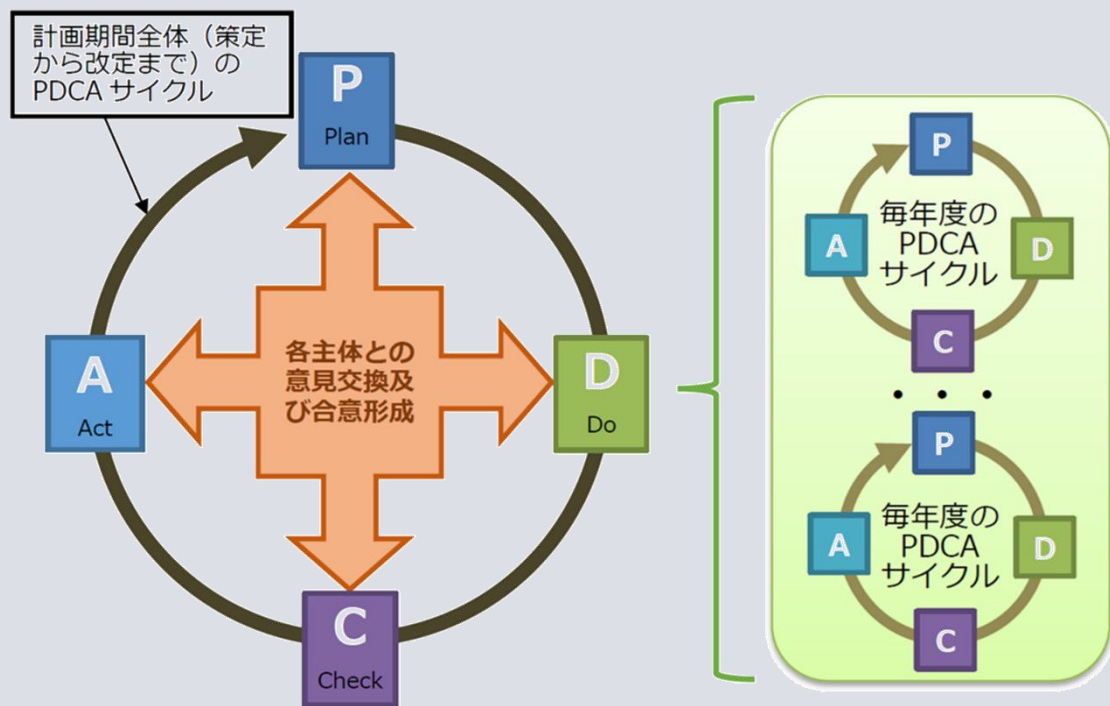 計画期間全体（策定
から改定まで）の
PDCA サイクル
P
Plan
A
Act
各主体との
意見交換及
び合意形成
D
Do
C
Check
P
A
毎年度の
PDCA
サイクル
D
C
・・・
P
A
毎年度の
PDCA
サイクル
D
C